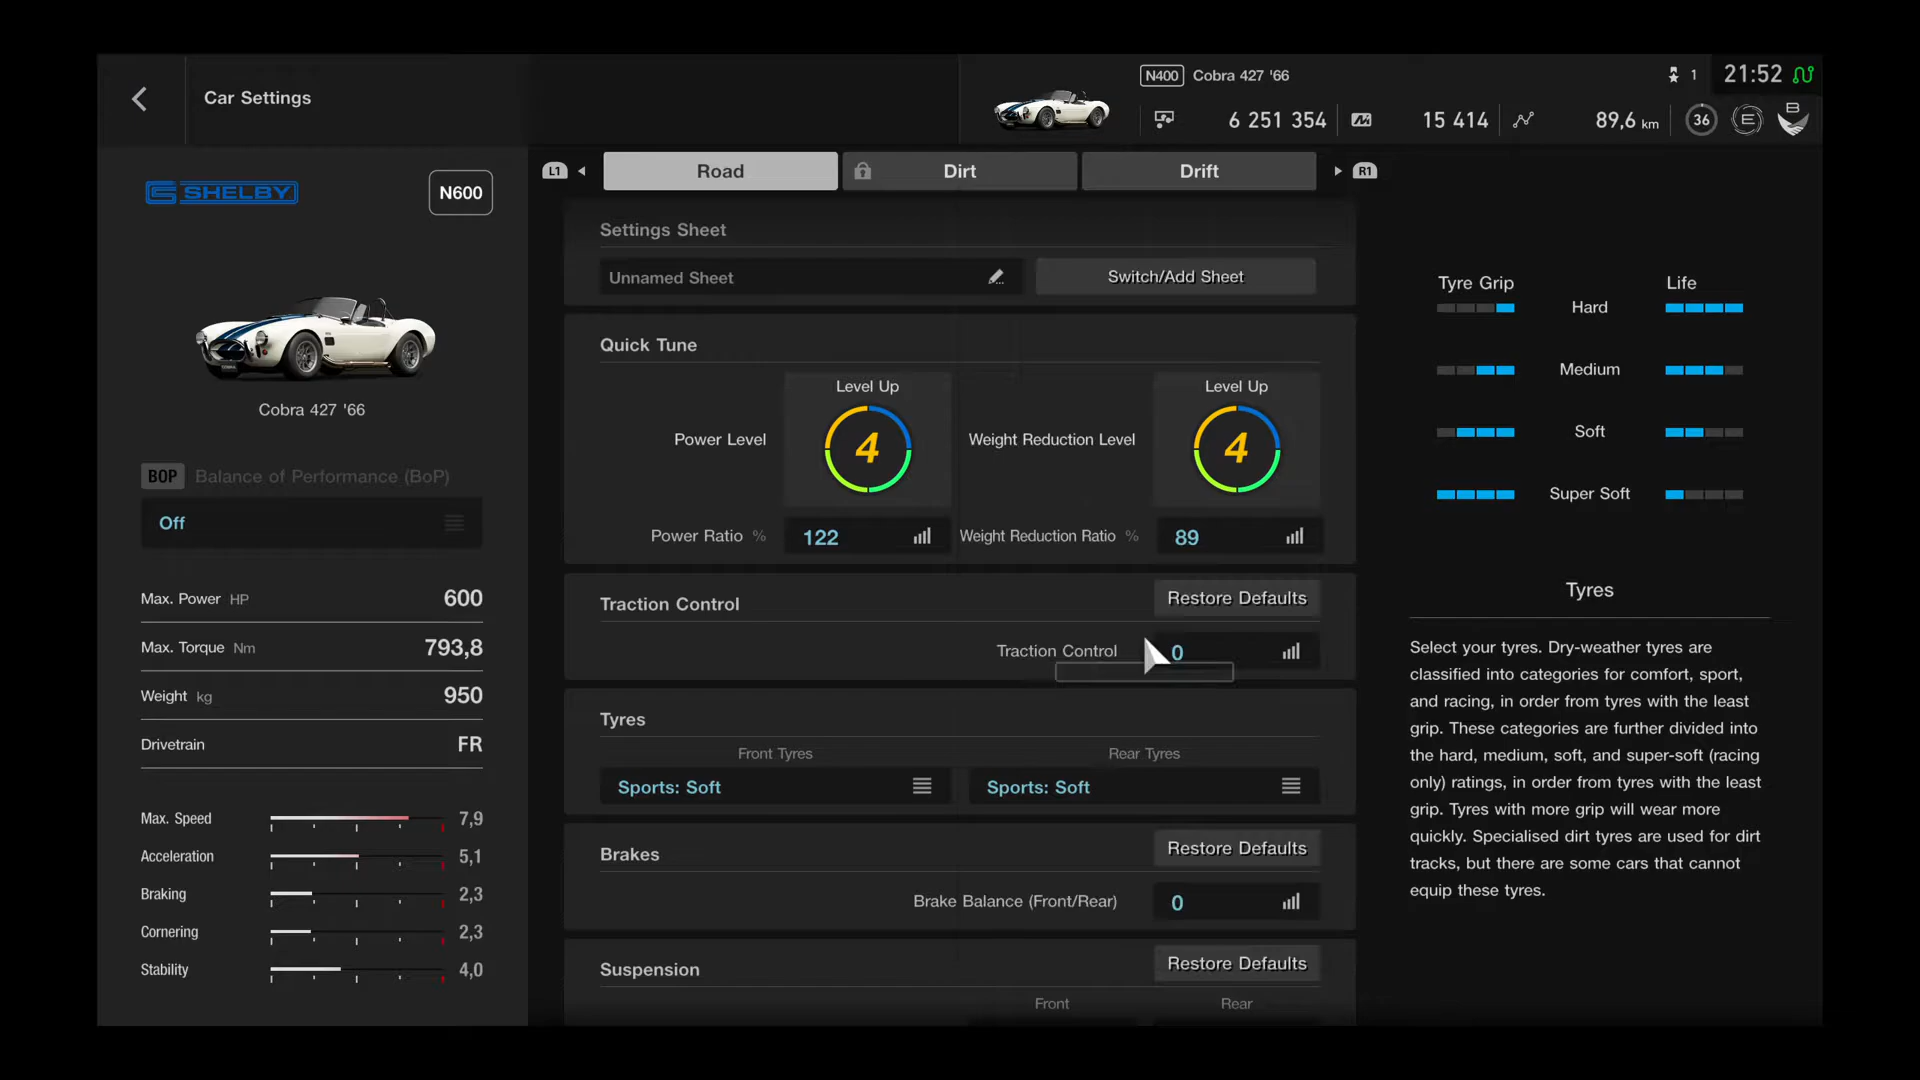 Car Settings
N400 Cobra 427 '66
1
21:52
6 251 354
15 414
89,6 km
36
E
B
SHELBY
N600
Cobra 427 '66
BOP Balance of Performance (BoP)
Off
Max. Power HP 600
Max. Torque Nm 793,8
Weight kg 950
Drivetrain FR
Max. Speed 7,9
Acceleration 5,1
Braking 2,3
Cornering 2,3
Stability 4,0
L1 Road Dirt Drift R1
Settings Sheet
Unnamed Sheet
Switch/Add Sheet
Quick Tune
Level Up Level Up
Power Level 4 Weight Reduction Level 4
Power Ratio % 122 Weight Reduction Ratio % 89
Traction Control Restore Defaults
Traction Control 0
Tyres
Front Tyres Rear Tyres
Sports: Soft Sports: Soft
Brakes Restore Defaults
Brake Balance (Front/Rear) 0
Suspension Restore Defaults
Front Rear
Tyre Grip Life
Hard
Medium
Soft
Super Soft
Tyres
Select your tyres. Dry-weather tyres are
classified into categories for comfort, sport,
and racing, in order from tyres with the least
grip. These categories are further divided into
the hard, medium, soft, and super-soft (racing
only) ratings, in order from tyres with the least
grip. Tyres with more grip will wear more
quickly. Specialised dirt tyres are used for dirt
tracks, but there are some cars that cannot
equip these tyres.